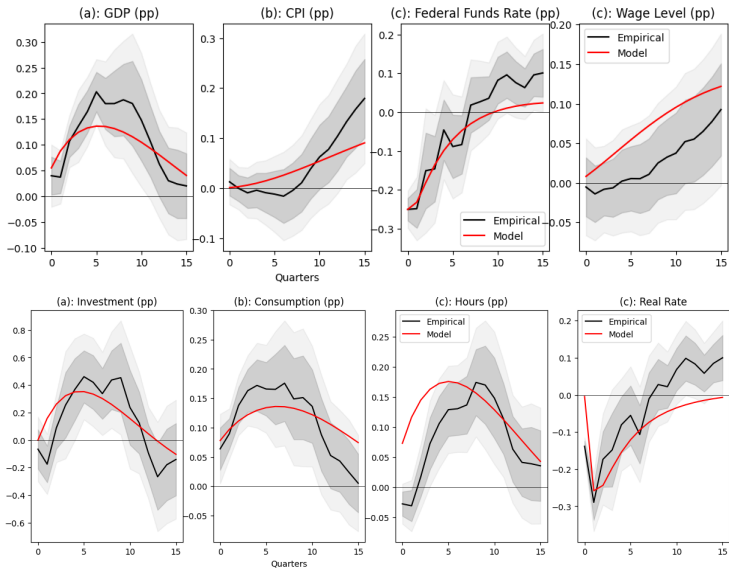 (a): GDP (pp)
(b): CPI (pp)
(c): Federal Funds Rate (pp)
(c): Wage Level (pp)
0.35
0.30
0.25
0.20
0.15
0.10
0.05
0.00
−0.05
−0.10
0 5 10 15
0.3
0.2
0.1
0.0
−0.1
0 5 10 15
Quarters
0.2
0.1
0.0
−0.1
−0.2
−0.3
Empirical
Model
0 5 10 15
0.20
0.15
0.10
0.05
0.00
0.05
Empirical
Model
0 5 10 15
(a): Investment (pp)
(b): Consumption (pp)
(c): Hours (pp)
(c): Real Rate
0.8
0.6
0.4
0.2
0.0
−0.2
−0.4
−0.6
0 5 10 15
0.30
0.25
0.20
0.15
0.10
0.05
0.00
−0.05
0 5 10 15
Quarters
Empirical
Model
0.25
0.20
0.15
0.10
0.05
0.00
−0.05
0 5 10 15
Empirical
Model
0.2
0.1
0.0
−0.1
−0.2
−0.3
0 5 10 15